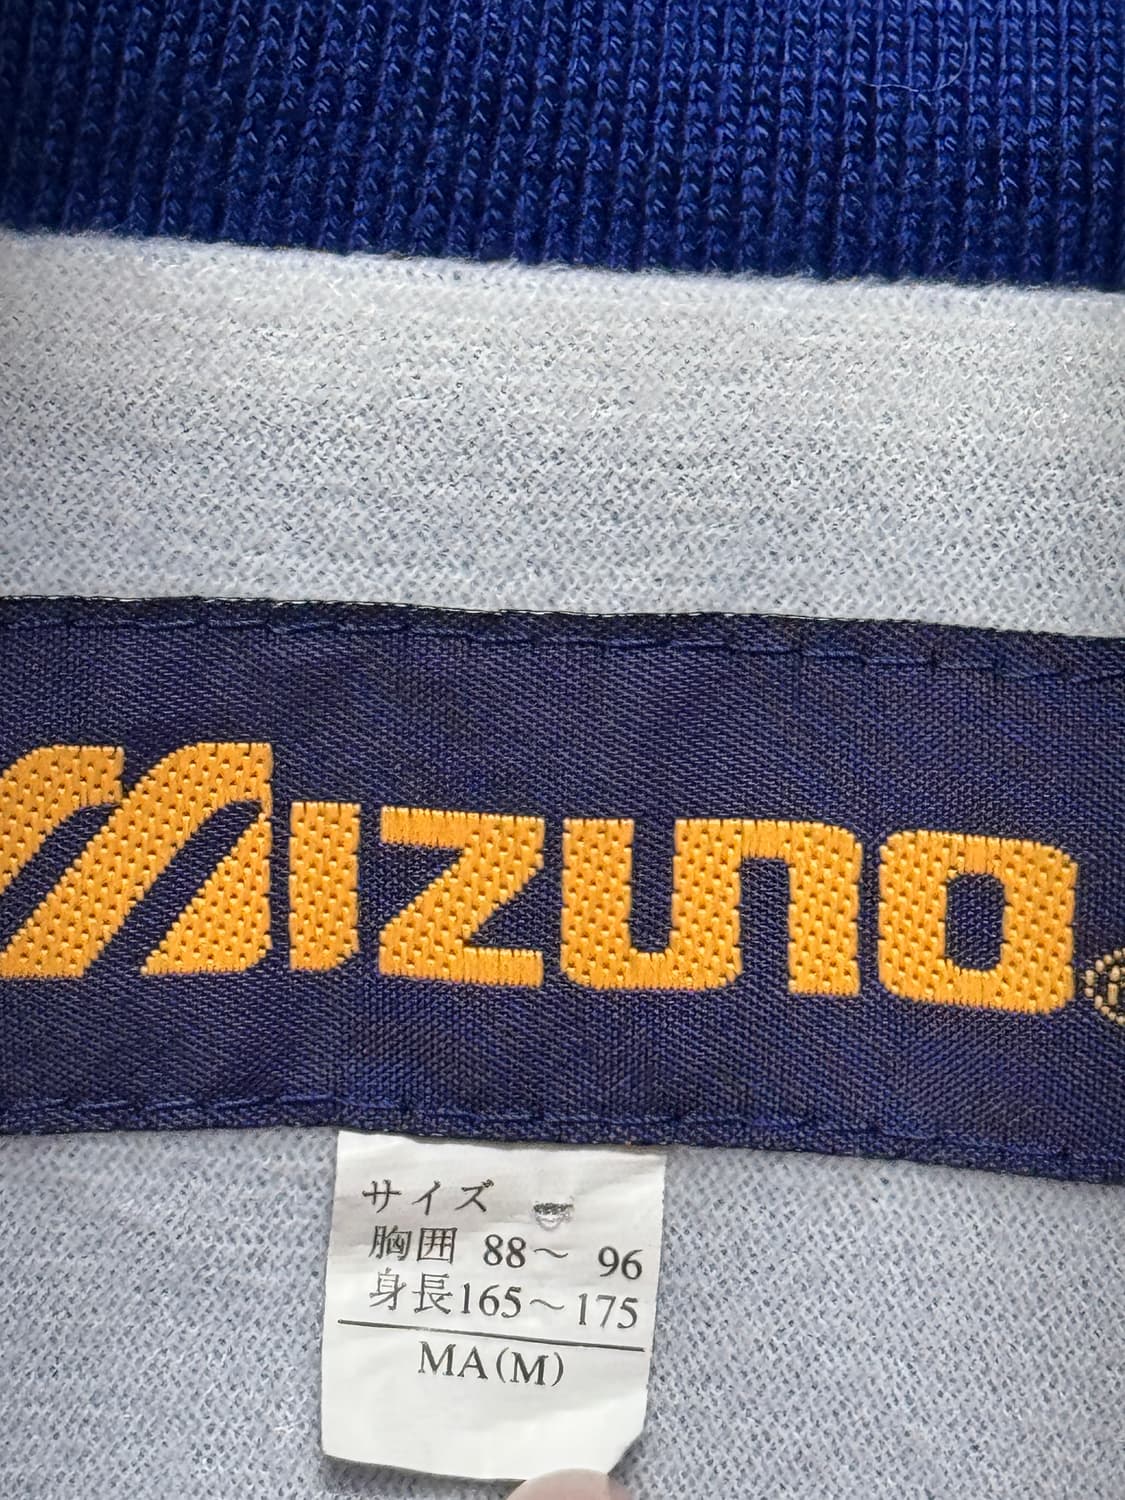 Mizuno
サイズ
胸囲 88～ 96
身長165～175
MA(M)